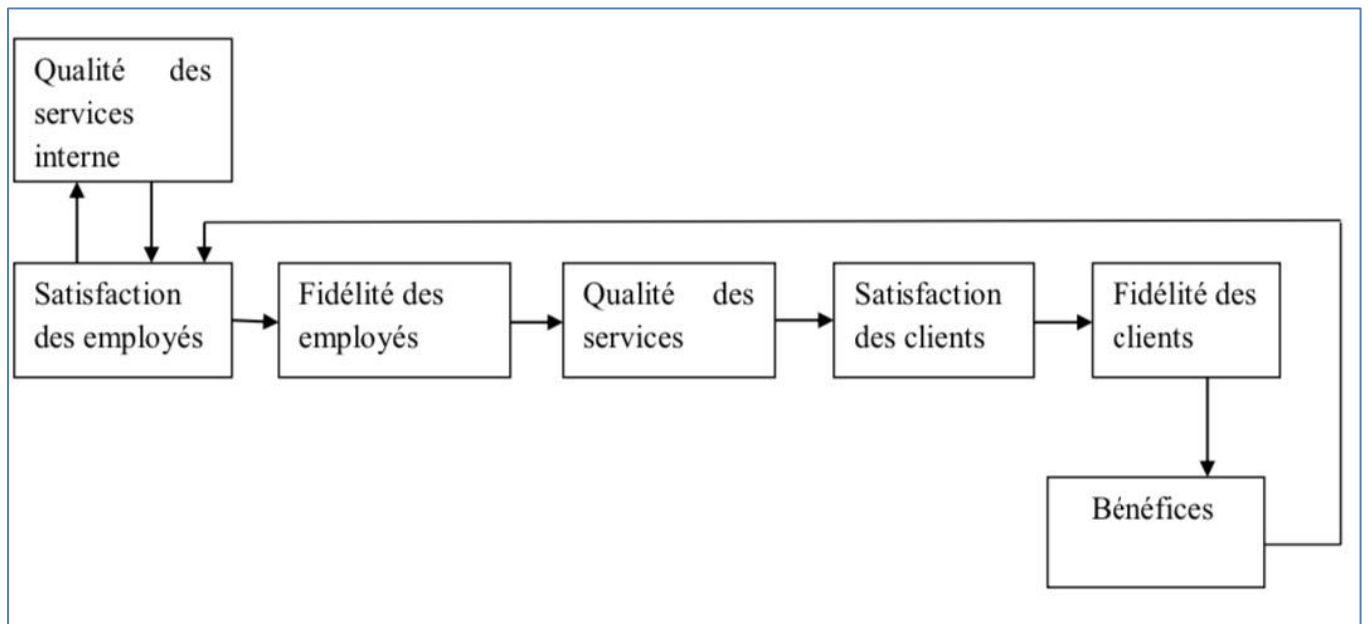 Qualité des
services
interne
Satisfaction
des employés
Fidélité des
employés
Qualité des
services
Satisfaction
des clients
Fidélité des
clients
Bénéfices